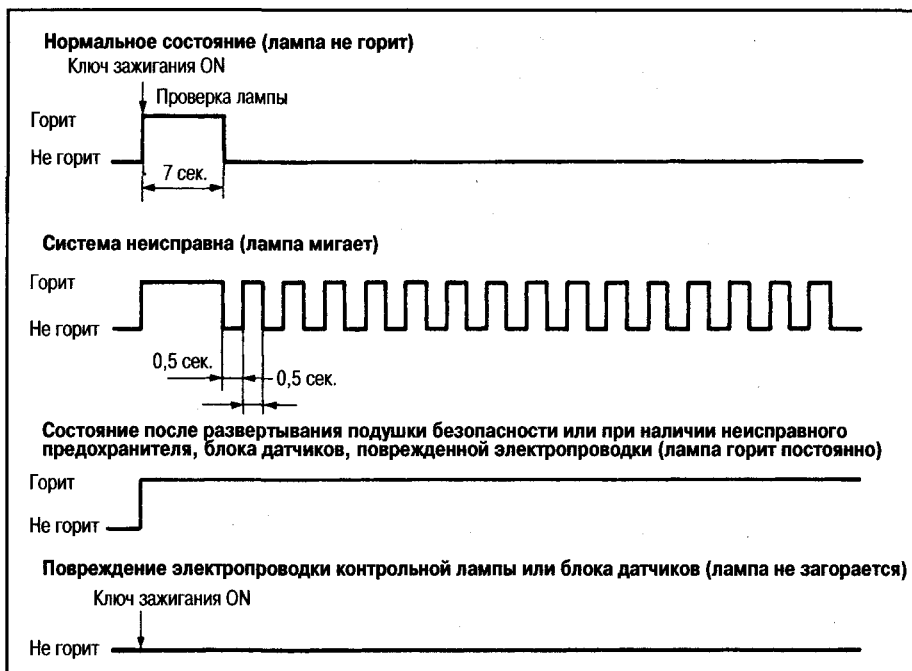 Нормальное состояние (лампа не горит)
Ключ зажигания ON
Проверка лампы
Горит
Не горит
7 сек.
Система неисправна (лампа мигает)
Горит
Не горит
0,5 сек.
0,5 сек.
Состояние после развертывания подушки безопасности или при наличии неисправного
предохранителя, блока датчиков, поврежденной электропроводки (лампа горит постоянно)
Горит
Не горит
Повреждение электропроводки контрольной лампы или блока датчиков (лампа не загорается)
Ключ зажигания ON
Не горит